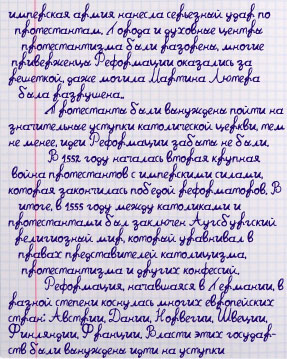 имперская армия нанесла серьезный удар по
протестантам. Города и духовные центры
протестантизма были разорены, многие
приверженцы Реформации оказались за
решеткой, даже могила Мартина Лютера
была разрушена.
Протестанты были вынуждены пойти на
значительные уступки католической церкви, тем
не менее, идеи Реформации забыты не были.
В 1552 году началась вторая крупная
война протестантов с имперскими силами,
которая закончилась победой реформаторов. В
итоге, в 1555 году между католиками и
протестантами был заключен Аугсбургский
религиозный мир, который уравнивал в
правах представителей католицизма,
протестантизма и других конфессий.
Реформация, начавшаяся в Германии, в
разной степени коснулась многих европейских
стран: Австрии, Дании, Норвегии, Швеции,
Финляндии, Франции. Власти этих государ-
ств были вынуждены идти на уступки